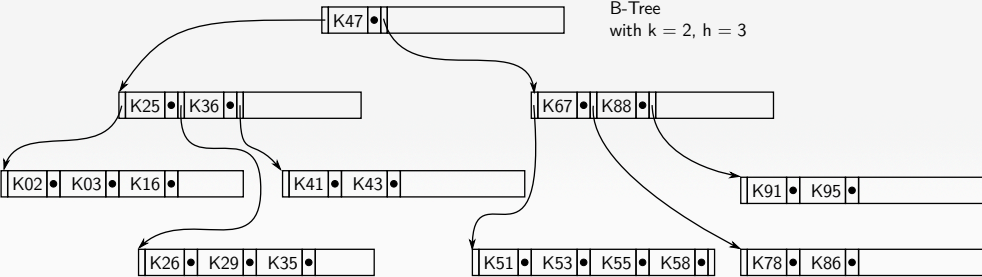 B-Tree
with k = 2, h = 3
K47
K25 K36
K67 K88
K02 K03 K16
K41 K43
K91 K95
K26 K29 K35
K51 K53 K55 K58
K78 K86